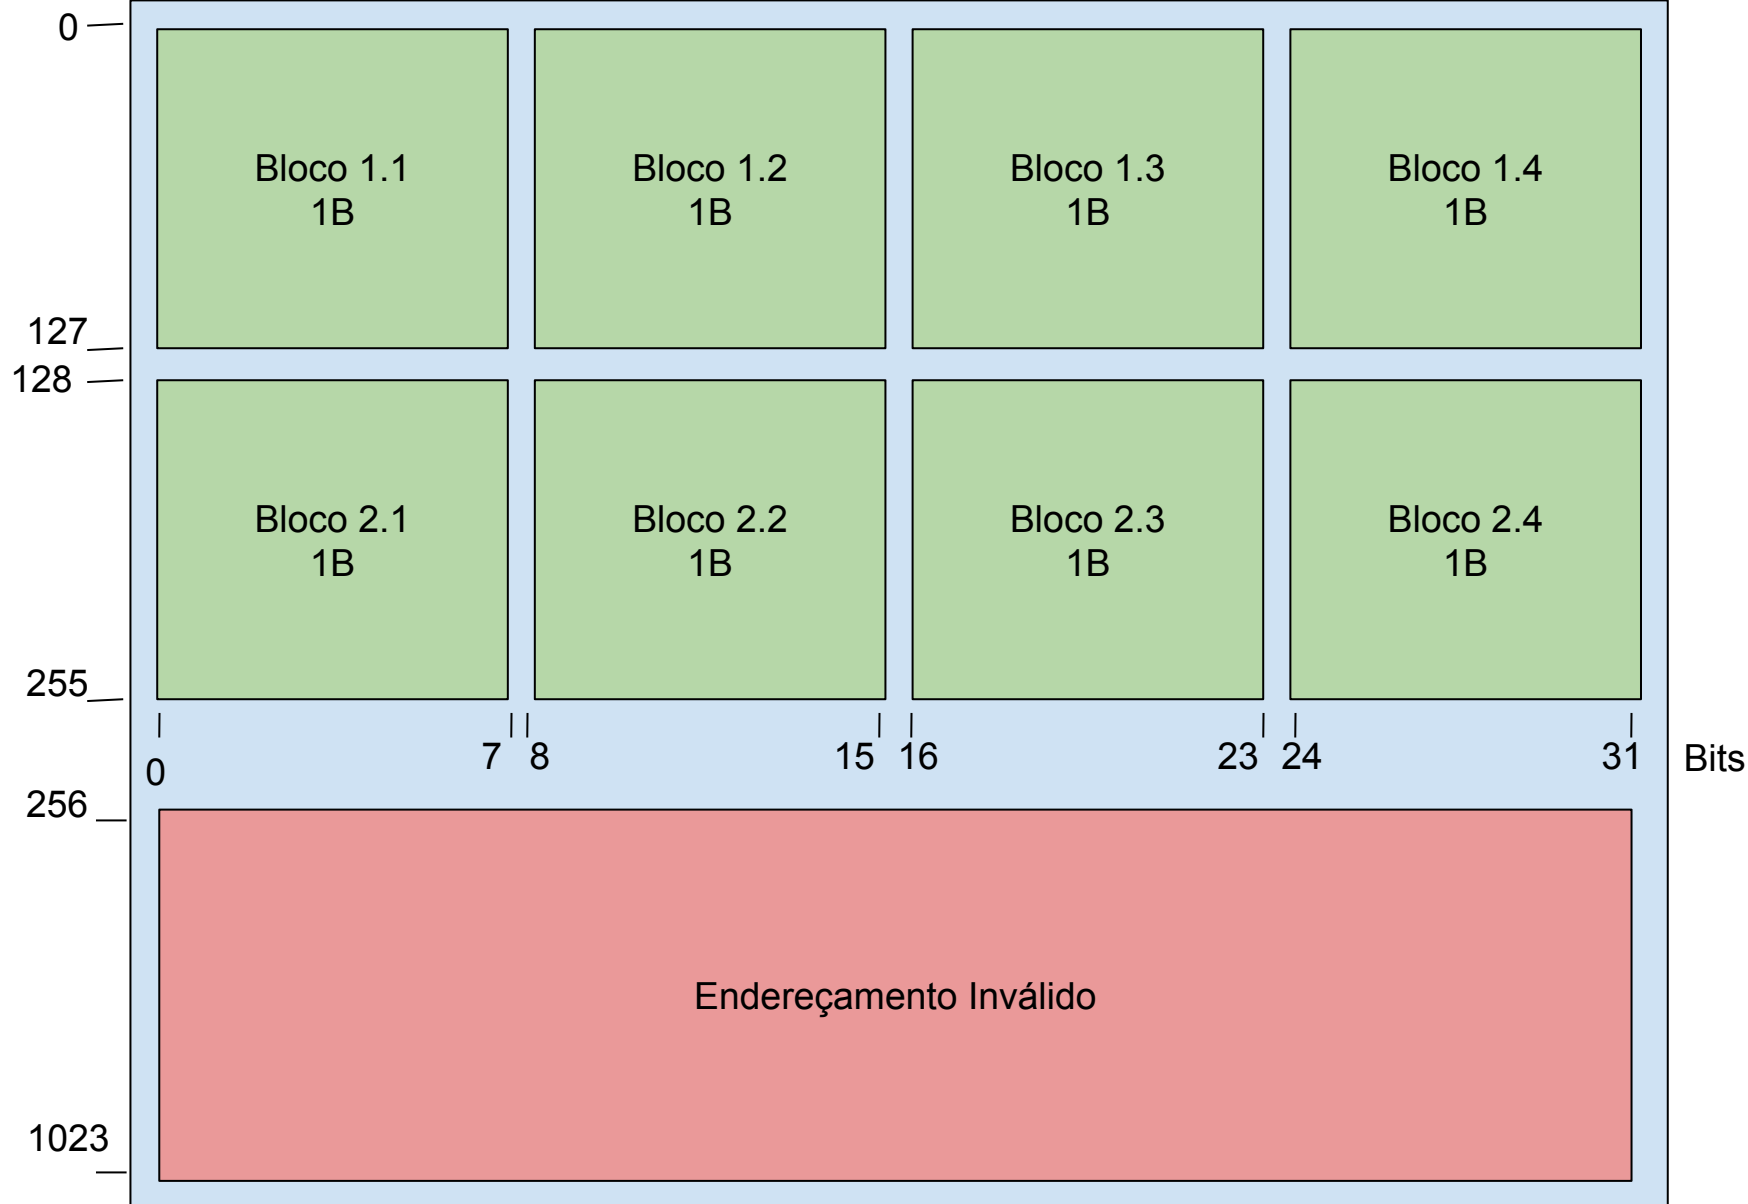 0
Bloco 1.1
1B
Bloco 1.2
1B
Bloco 1.3
1B
Bloco 1.4
1B
127
128
Bloco 2.1
1B
Bloco 2.2
1B
Bloco 2.3
1B
Bloco 2.4
1B
255
0 7 8 15 16 23 24 31 Bits
256
Endereçamento Inválido
1023